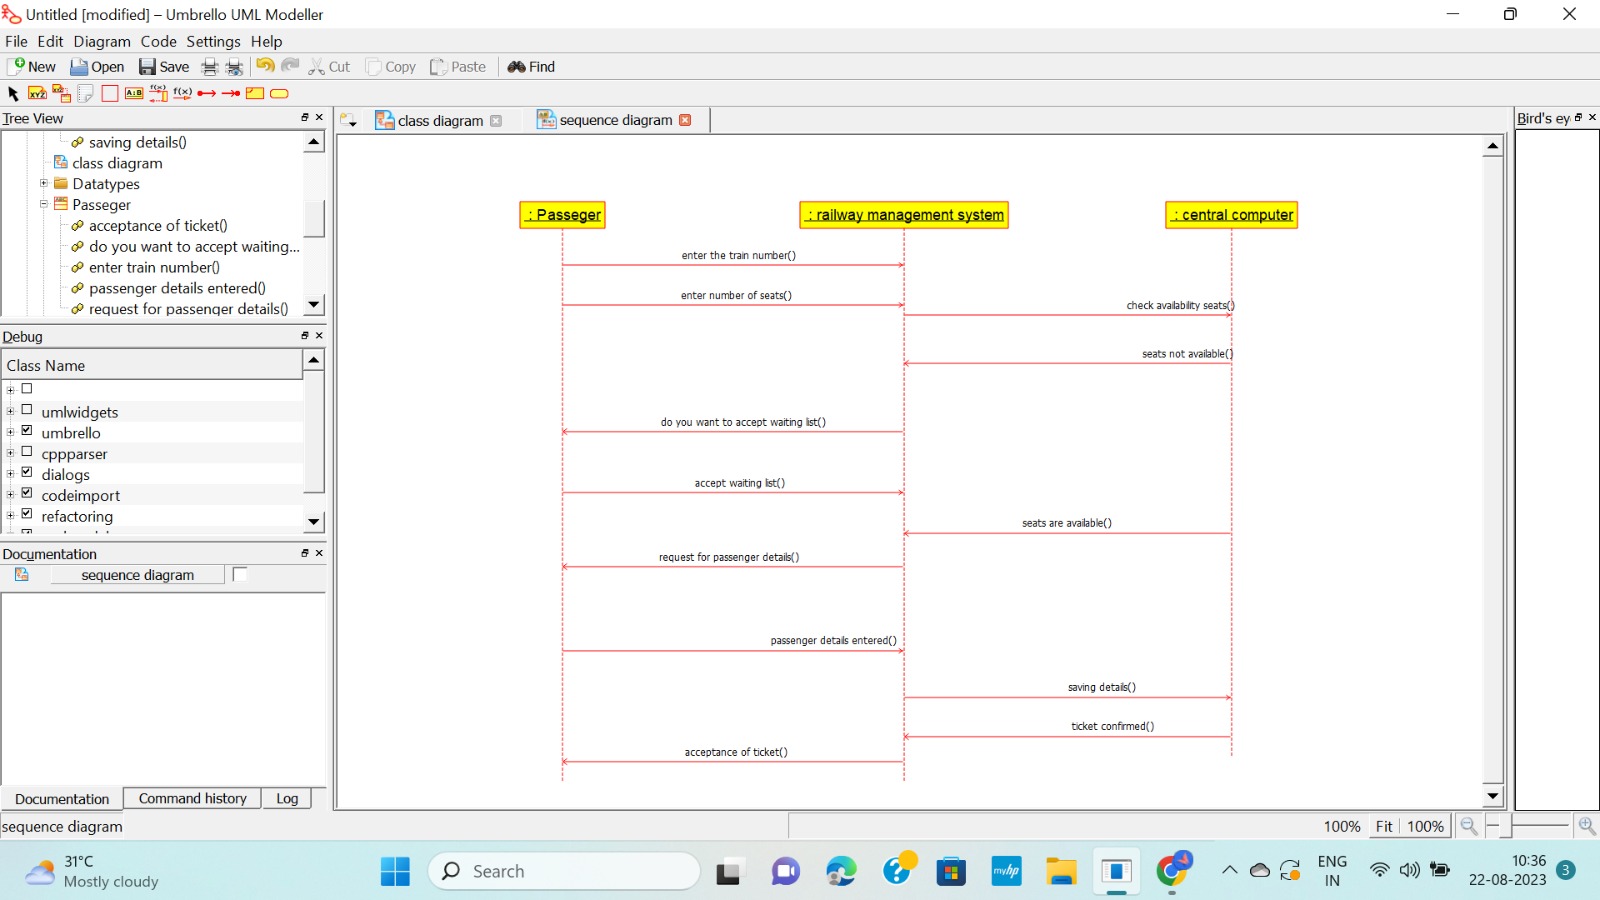 Untitled [modified] – Umbrello UML Modeller
File Edit Diagram Code Settings Help
New Open Save Cut Copy Paste Find
XYZ XYZ A:B f(x) f(x)
Tree View
saving details()
class diagram
Datatypes
Passeger
acceptance of ticket()
do you want to accept waiting...
enter train number()
passenger details entered()
request for passenger details()
Debug
Class Name
umlwidgets
umbrello
cppparser
dialogs
codeimport
refactoring
Documentation
sequence diagram
Documentation Command history Log
sequence diagram
class diagram sequence diagram
: Passeger : railway management system : central computer
enter the train number()
enter number of seats()
check availability seats()
seats not available()
do you want to accept waiting list()
accept waiting list()
seats are available()
request for passenger details()
passenger details entered()
saving details()
ticket confirmed()
acceptance of ticket()
Bird's ey
100% Fit 100%
31°C
Mostly cloudy
Search
myhp
ENG
IN
10:36
22-08-2023
3